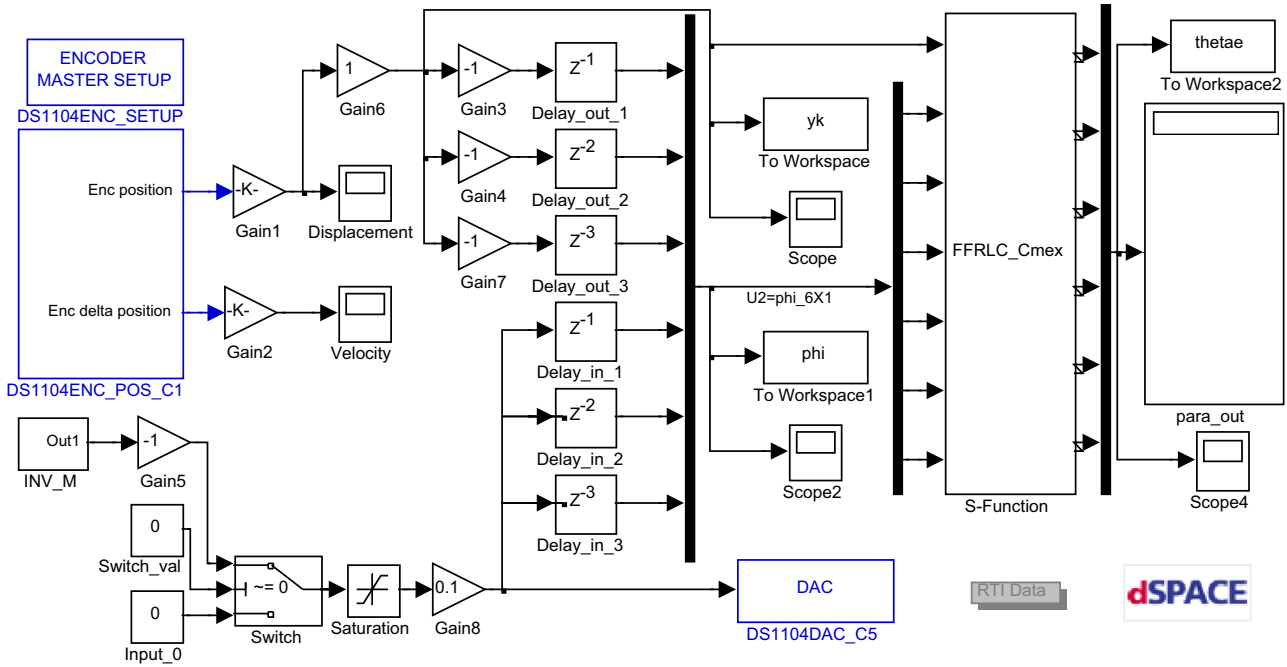 ENCODER
MASTER SETUP
DS1104ENC_SETUP
Enc position
Enc delta position
DS1104ENC_POS_C1
-K-
Gain1
-K-
Gain2
1
Gain6
Displacement
Velocity
-1
Gain3
-1
Gain4
-1
Gain7
Z-1
Delay_out_1
Z-2
Delay_out_2
Z-3
Delay_out_3
Z-1
Delay_in_1
Z-2
Delay_in_2
Z-3
Delay_in_3
Out1
INV_M
-1
Gain5
0
Switch_val
0
Input_0
~= 0
Switch
Saturation
0.1
Gain8
yk
To Workspace
Scope
U2=phi_6X1
phi
To Workspace1
Scope2
DAC
DS1104DAC_C5
FFRLC_Cmex
S-Function
thetae
To Workspace2
para_out
Scope4
RTI Data
dSPACE